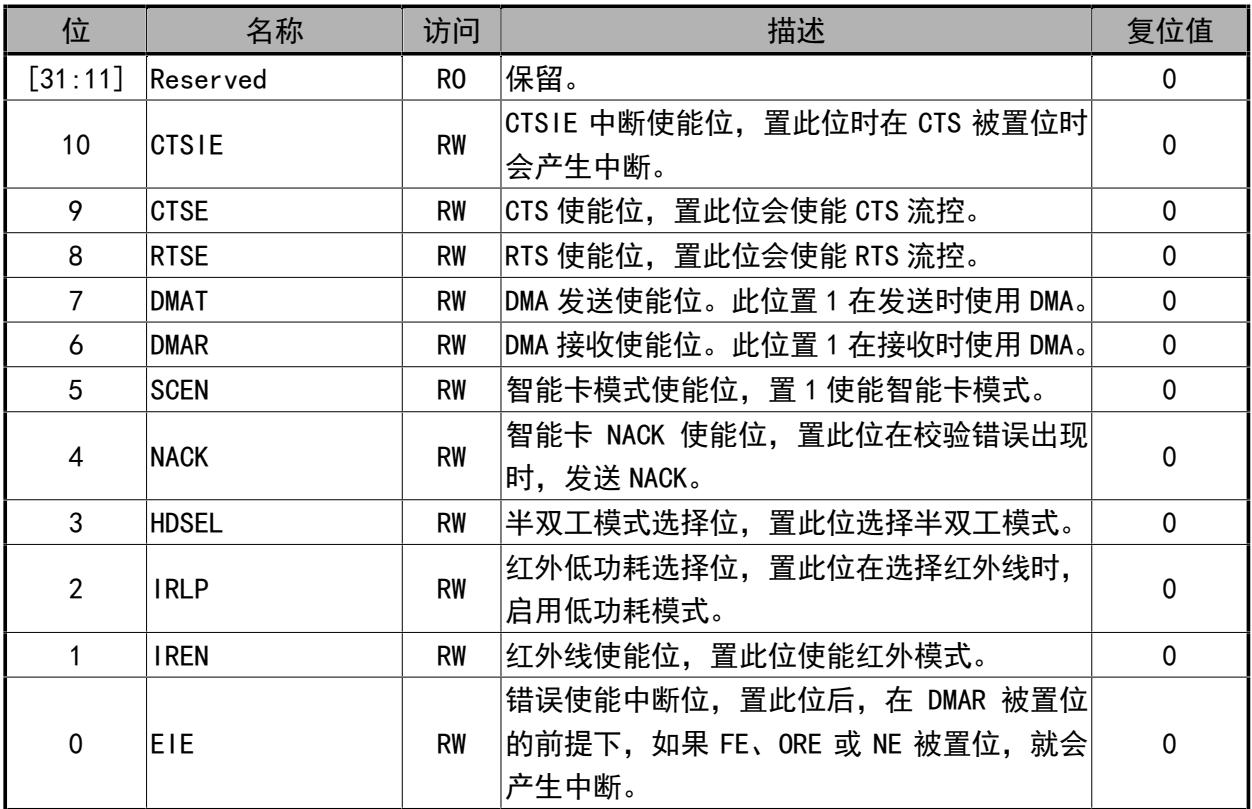 位 名称 访问 描述 复位值
[31:11] Reserved RO 保留。 0
10 CTSIE RW CTSIE 中断使能位，置此位时在 CTS 被置位时
会产生中断。 0
9 CTSE RW CTS 使能位，置此位会使能 CTS 流控。 0
8 RTSE RW RTS 使能位，置此位会使能 RTS 流控。 0
7 DMAT RW DMA 发送使能位。此位置 1 在发送时使用 DMA。 0
6 DMAR RW DMA 接收使能位。此位置 1 在接收时使用 DMA。 0
5 SCEN RW 智能卡模式使能位，置 1 使能智能卡模式。 0
4 NACK RW 智能卡 NACK 使能位，置此位在校验错误出现
时，发送 NACK。 0
3 HDSEL RW 半双工模式选择位，置此位选择半双工模式。 0
2 IRLP RW 红外低功耗选择位，置此位在选择红外线时，
启用低功耗模式。 0
1 IREN RW 红外线使能位，置此位使能红外模式。 0
0 EIE RW 错误使能中断位，置此位后，在 DMAR 被置位
的前提下，如果 FE、ORE 或 NE 被置位，就会
产生中断。 0